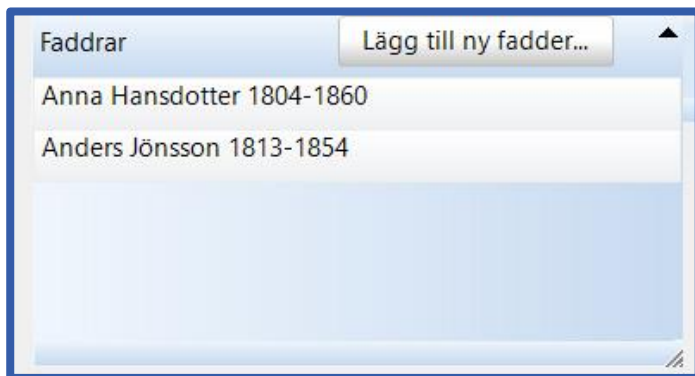 Faddrar Lägg till ny fadder...
Anna Hansdotter 1804-1860
Anders Jönsson 1813-1854